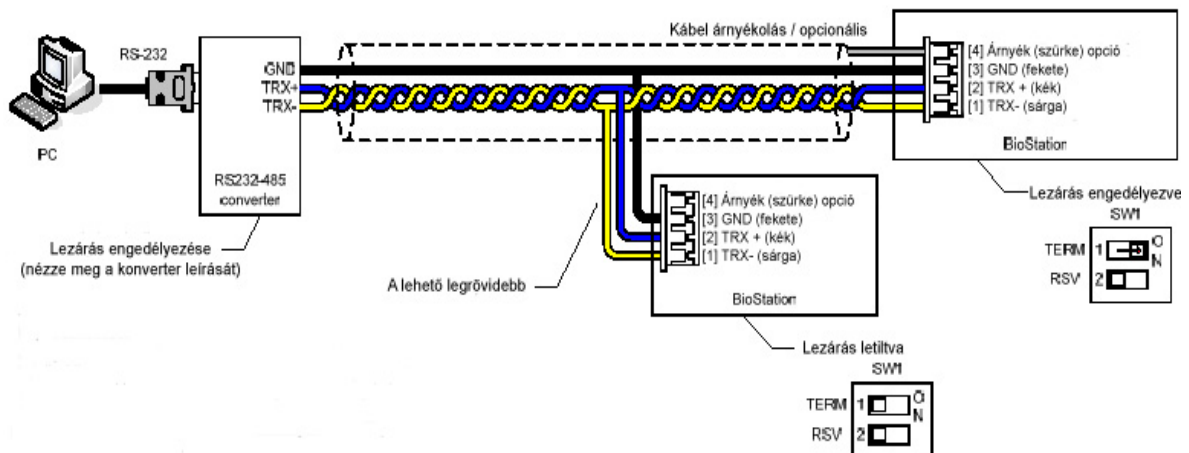 Kábel árnyékolás / opcionális
RS-232
GND
TRX+
TRX-
PC
RS232-485
converter
[4] Árnyék (szürke) opció
[3] GND (fekete)
[2] TRX + (kék)
[1] TRX- (sárga)
BioStation
Lezárás engedélyezve
SW1
TERM 1 O
N
RSV 2
Lezárás engedélyezése
(nézze meg a konverter leírását)
A lehető legrövidebb
[4] Árnyék (szürke) opció
[3] GND (fekete)
[2] TRX + (kék)
[1] TRX- (sárga)
BioStation
Lezárás letiltva
SW1
TERM 1 O
N
RSV 2